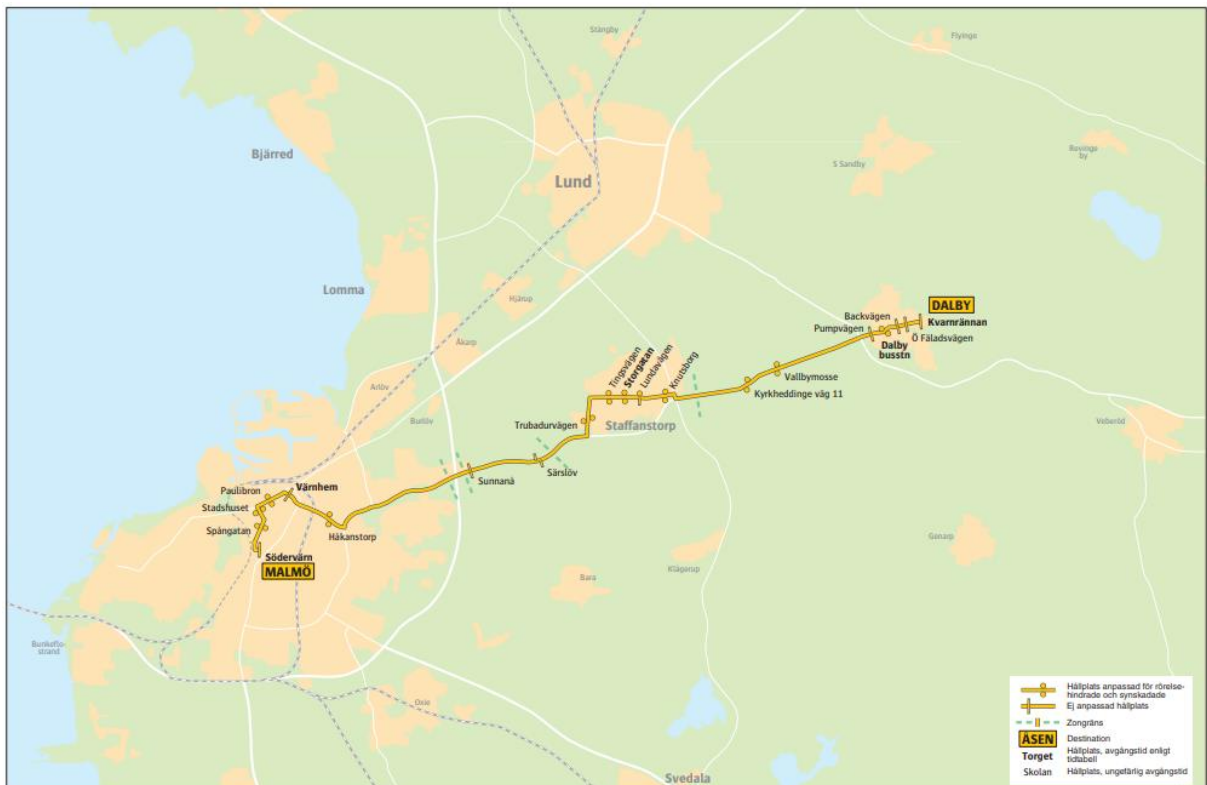 Stångby
Flyinge
Bjärred
Lund
S Sandby
Revinge
by
Lomma
Hjärup
DALBY
Backvägen
Kvarnrännan
Pumpvägen
Ö Fäladsvägen
Dalby
busstn
Åkarp
Tingsvägen
Storgatan
Lundavägen
Knutsborg
Vallbymosse
Kyrkheddinge väg 11
Arlöv
Burlöv
Trubadurvägen
Staffanstorp
Veberöd
Särslöv
Sunnanå
Värnhem
Paulibron
Stadshuset
Spångatan
Håkanstorp
Södervärn
MALMÖ
Genarp
Klågerup
Bara
Bunkeflo-
strand
Oxie
Svedala
Hållplats anpassad för rörelse-
hindrade och synskadade
Ej anpassad hållplats
Zongräns
ÅSEN Destination
Torget Hållplats, avgångstid enligt
tidtabell
Skolan Hållplats, ungefärlig avgångstid